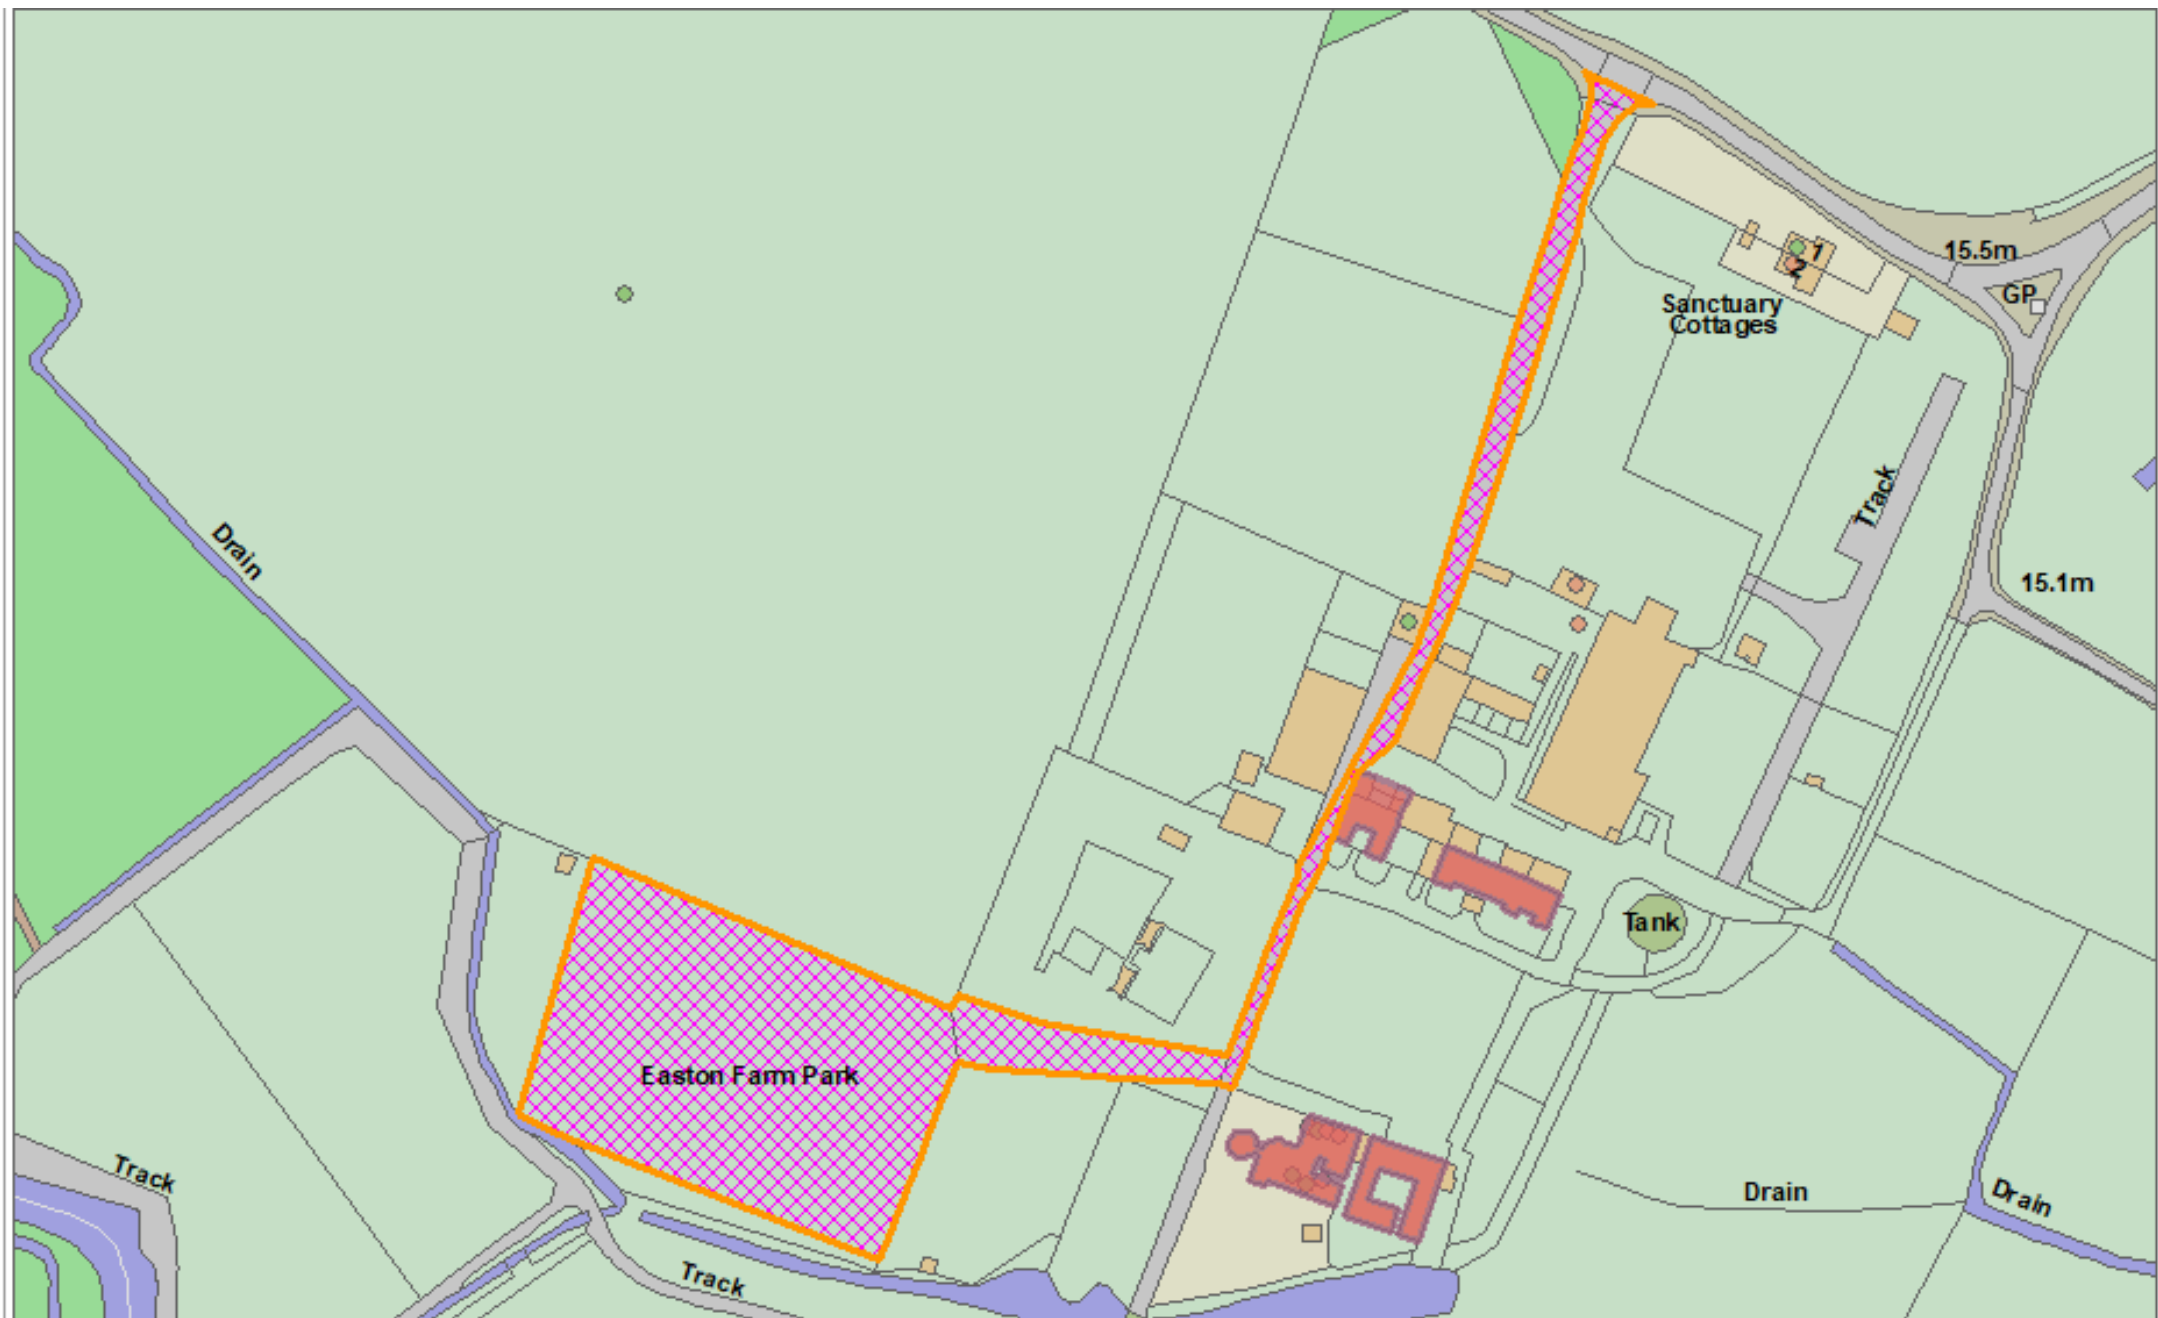 1
2
15.5m
GP
Sanctuary
Cottages
Track
Drain
15.1m
Tank
Easton Farm Park
Track
Drain
Drain
Track